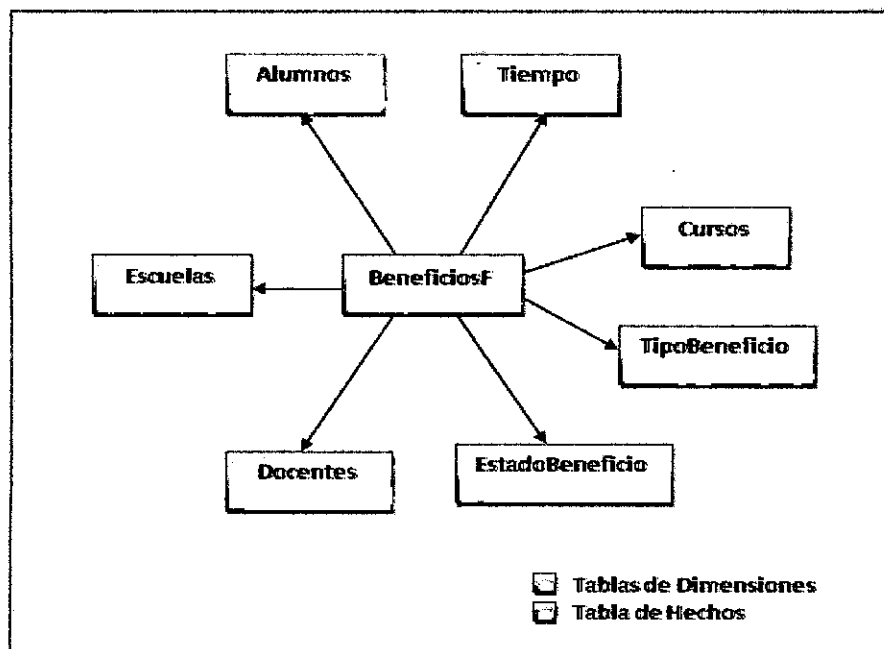 Alumnos
Tiempo
Cursos
Escuelas
BeneficiosF
TipoBeneficio
Docentes
EstadoBeneficio
Tablas de Dimensiones
Tabla de Hechos